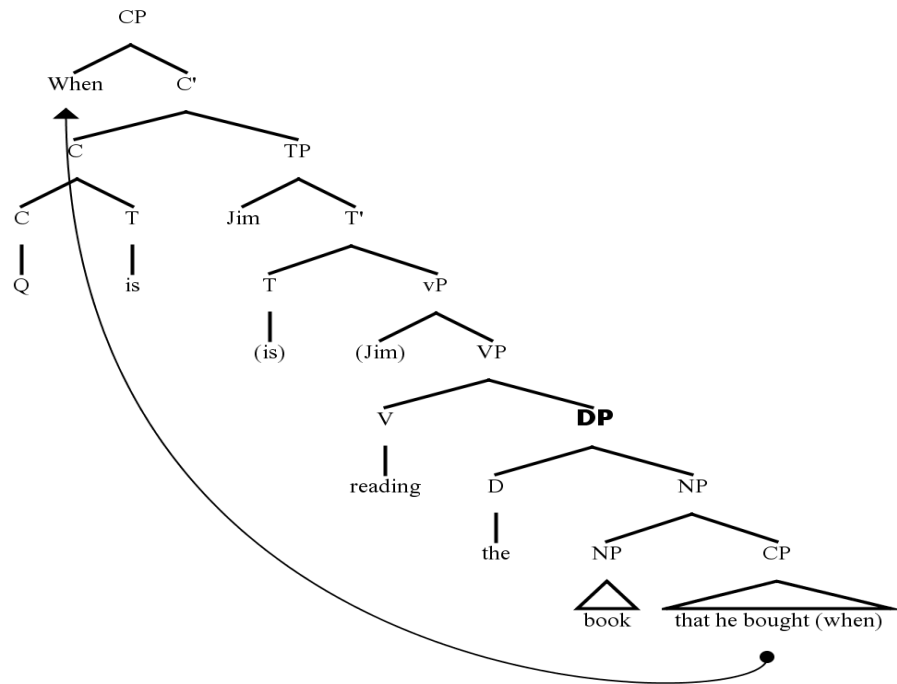 CP
When C'
C TP
C T Jim T'
Q is T vP
(is) (Jim) VP
V DP
reading D NP
the NP CP
book that he bought (when)